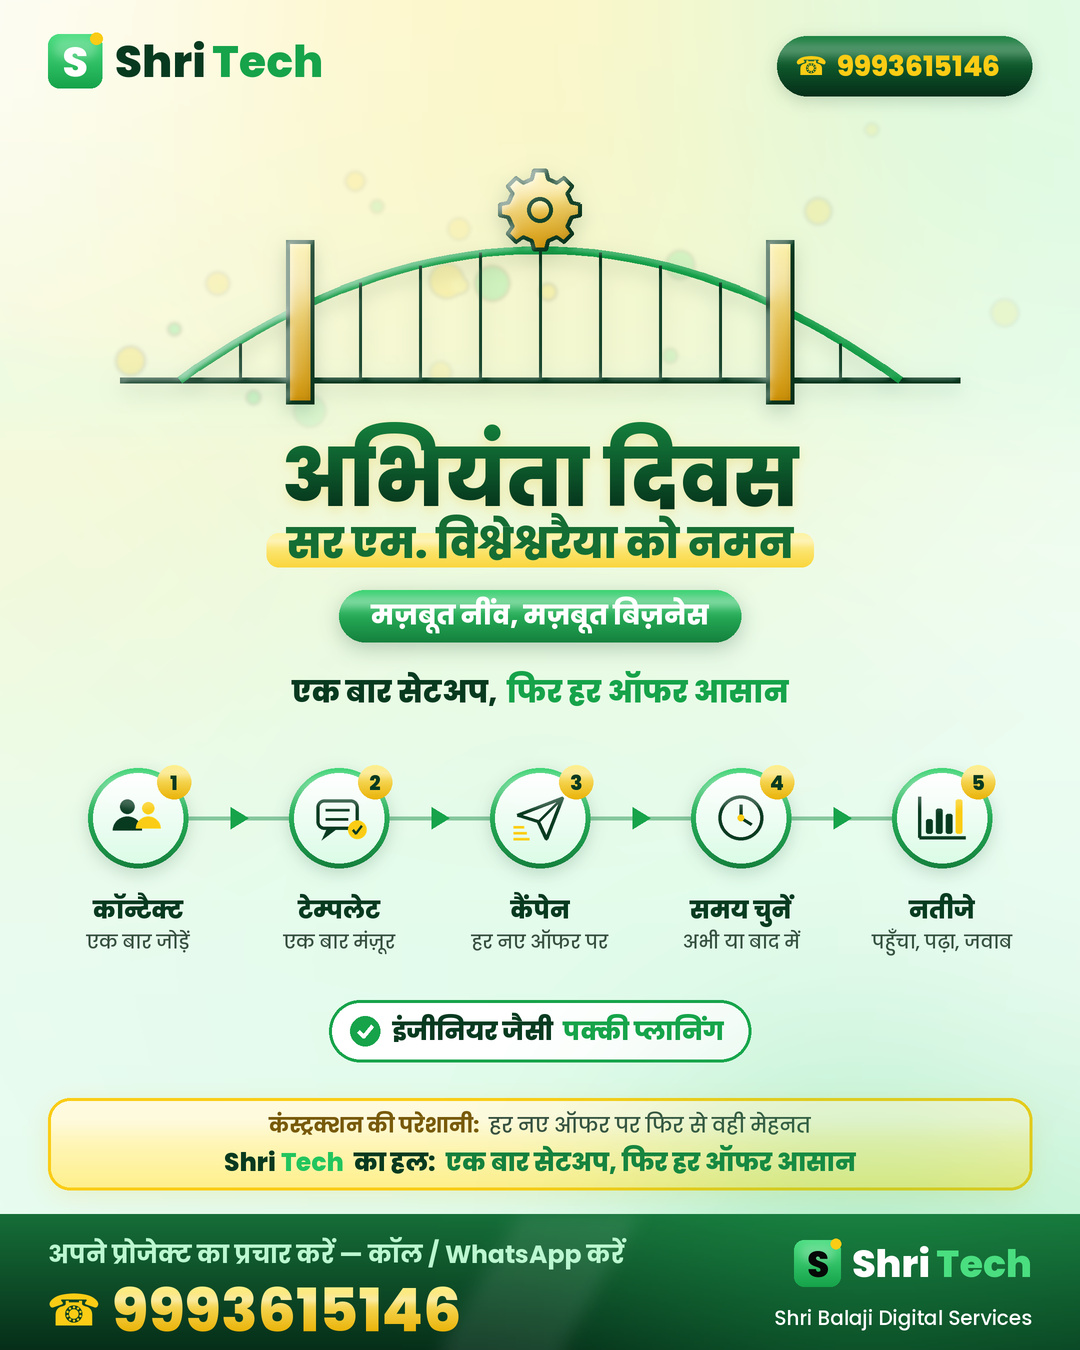 S Shri Tech
☎ 9993615146
अभियंता दिवस
सर एम. विश्वेश्वरैया को नमन
मज़बूत नींव, मज़बूत बिज़नेस
एक बार सेटअप, फिर हर ऑफर आसान
1 2 3 4 5
कॉन्टैक्ट टेम्पलेट कैंपेन समय चुनें नतीजे
एक बार जोड़ें एक बार मंज़ूर हर नए ऑफर पर अभी या बाद में पहुँचा, पढ़ा, जवाब
इंजीनियर जैसी पक्की प्लानिंग
कंस्ट्रक्शन की परेशानी: हर नए ऑफर पर फिर से वही मेहनत
Shri Tech का हल: एक बार सेटअप, फिर हर ऑफर आसान
अपने प्रोजेक्ट का प्रचार करें — कॉल / WhatsApp करें
☎ 9993615146
S Shri Tech
Shri Balaji Digital Services